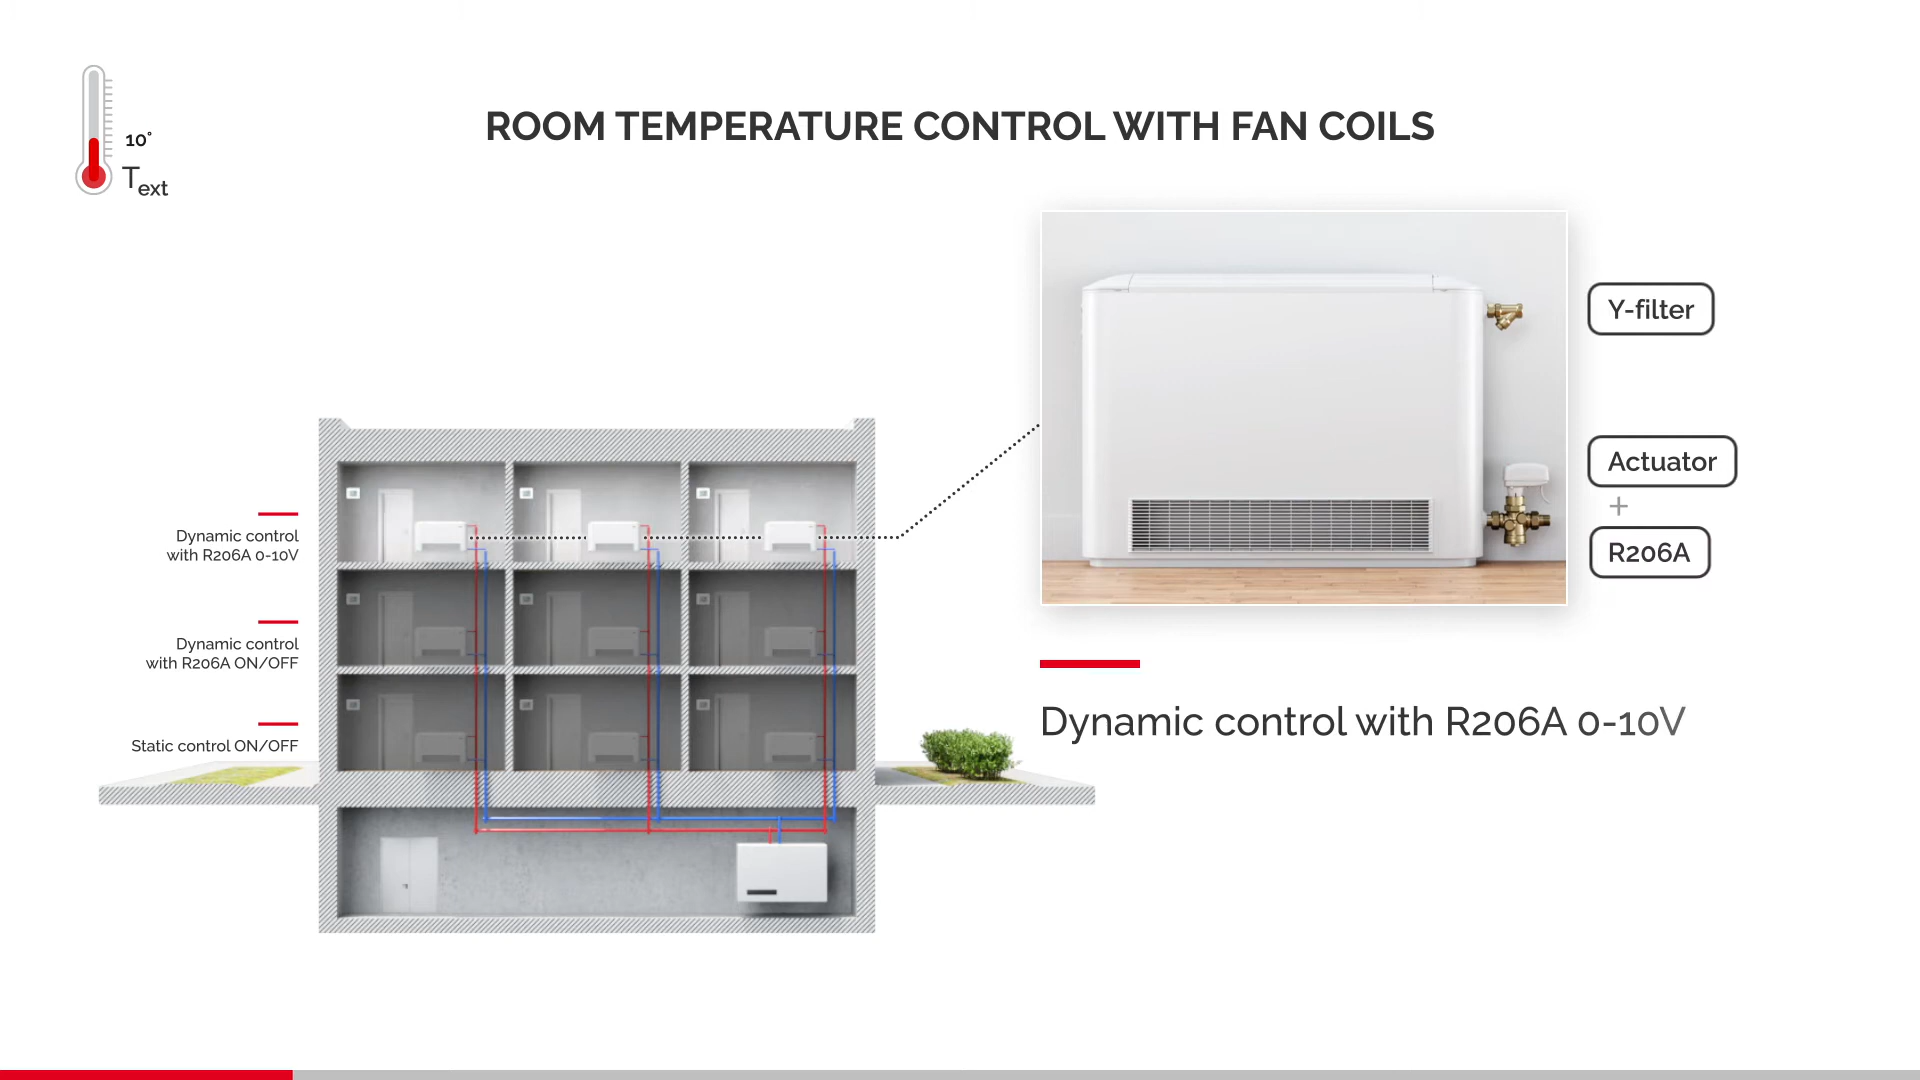 ROOM TEMPERATURE CONTROL WITH FAN COILS
10°
Text
Y-filter
Actuator
+
R206A
Dynamic control
with R206A 0-10V
Dynamic control
with R206A ON/OFF
Static control ON/OFF
Dynamic control with R206A 0-10V